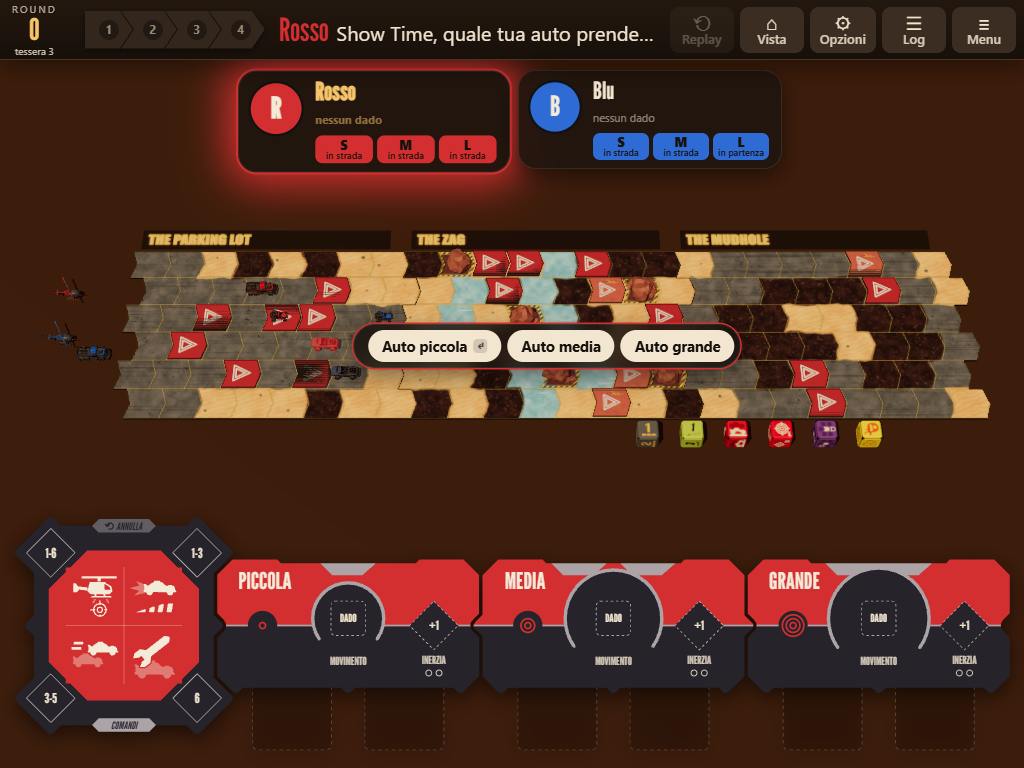 ROUND
0
tessera 3
1 2 3 4
Rosso Show Time, quale tua auto prende...
Replay
Vista
Opzioni
Log
Menu
R
Rosso
nessun dado
S
in strada
M
in strada
L
in strada
B
Blu
nessun dado
S
in strada
M
in strada
L
in partenza
THE PARKING LOT
THE ZAG
THE MUDHOLE
Auto piccola
Auto media
Auto grande
ANNULLA
1-6
1-3
3-5
6
COMANDI
PICCOLA
DADO
+1
MOVIMENTO
INERZIA
MEDIA
DADO
+1
MOVIMENTO
INERZIA
GRANDE
DADO
+1
MOVIMENTO
INERZIA